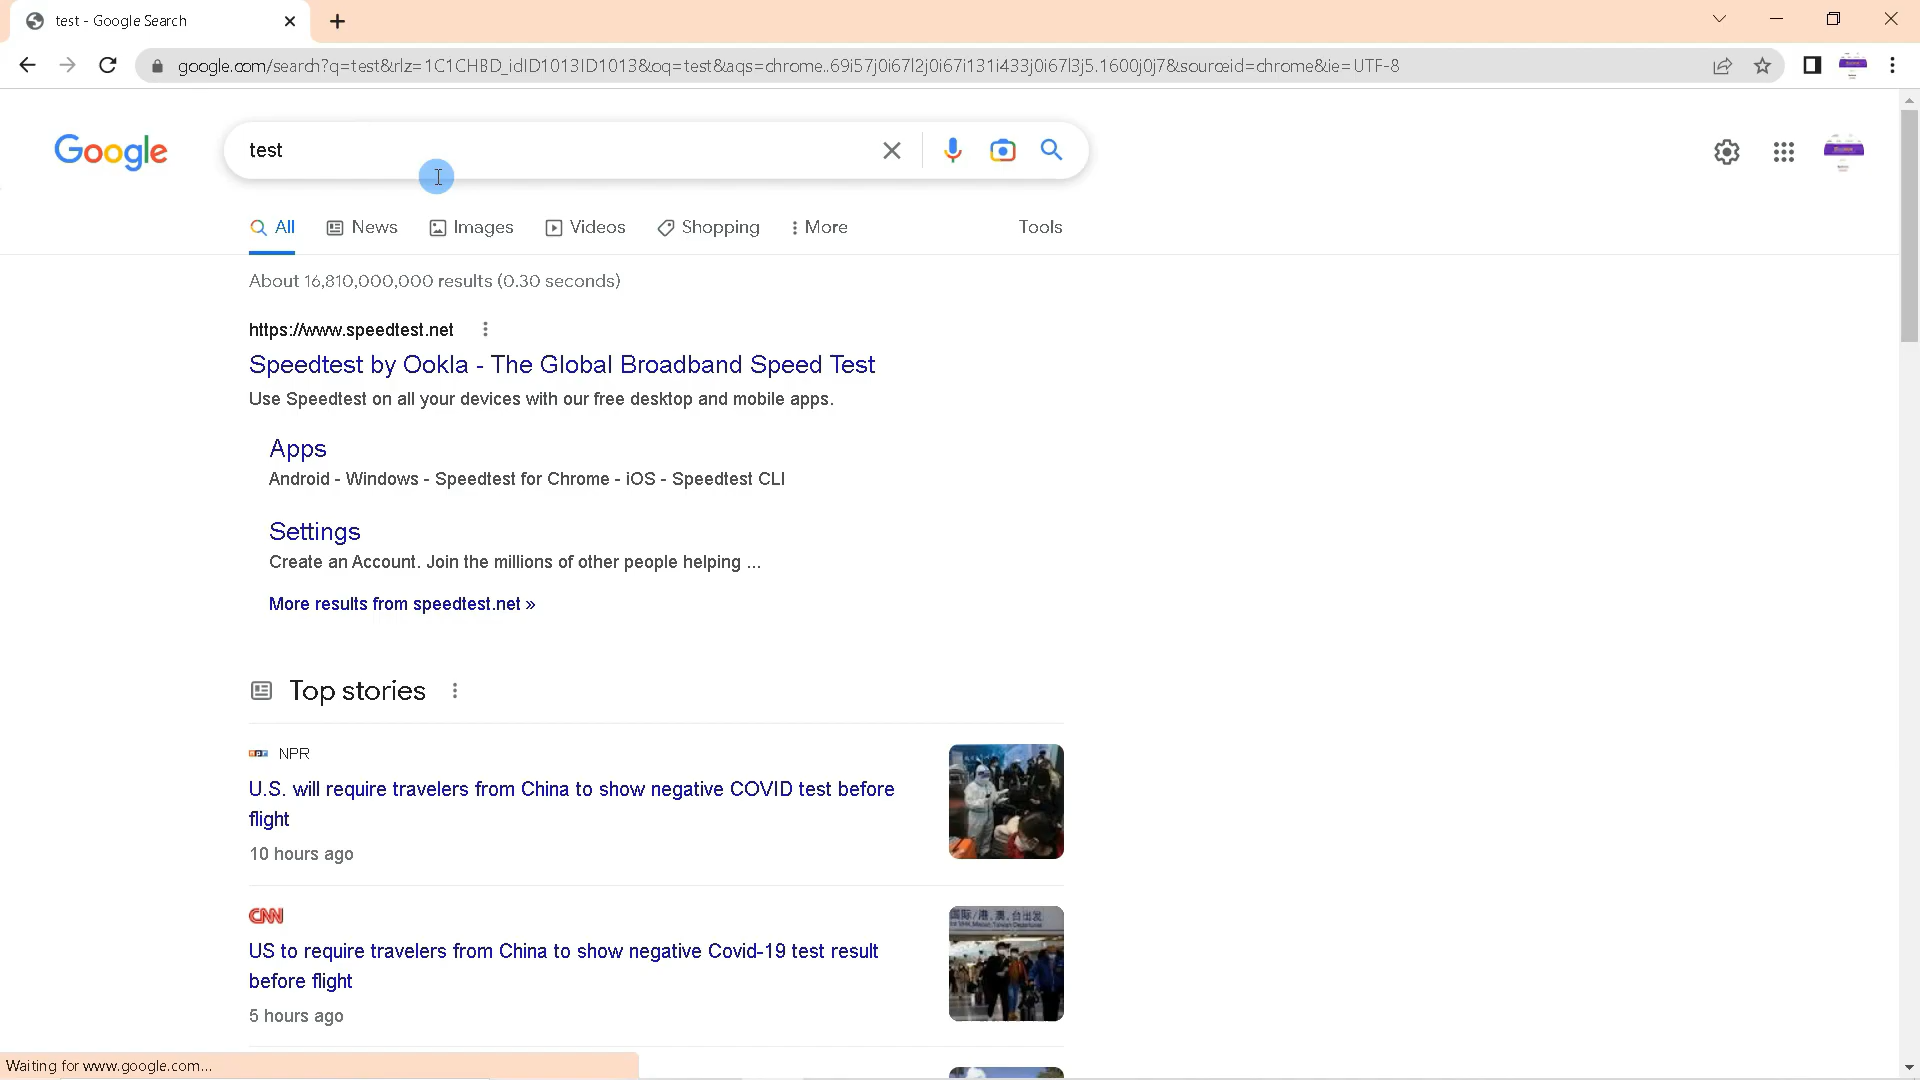 test - Google Search
google.com/search?q=test&rlz=1C1CHBD_idID1013ID1013&oq=test&aqs=chrome..69i57j0i67l2j0i67i131i433j0i67l3j5.1600j0j7&sourceid=chrome&ie=UTF-8
Google
test
All News Images Videos Shopping More Tools
About 16,810,000,000 results (0.30 seconds)
https://www.speedtest.net
Speedtest by Ookla - The Global Broadband Speed Test
Use Speedtest on all your devices with our free desktop and mobile apps.
Apps
Android - Windows - Speedtest for Chrome - iOS - Speedtest CLI
Settings
Create an Account. Join the millions of other people helping ...
More results from speedtest.net »
Top stories
npr NPR
U.S. will require travelers from China to show negative COVID test before
flight
10 hours ago
CNN
US to require travelers from China to show negative Covid-19 test result
before flight
5 hours ago
Waiting for www.google.com...